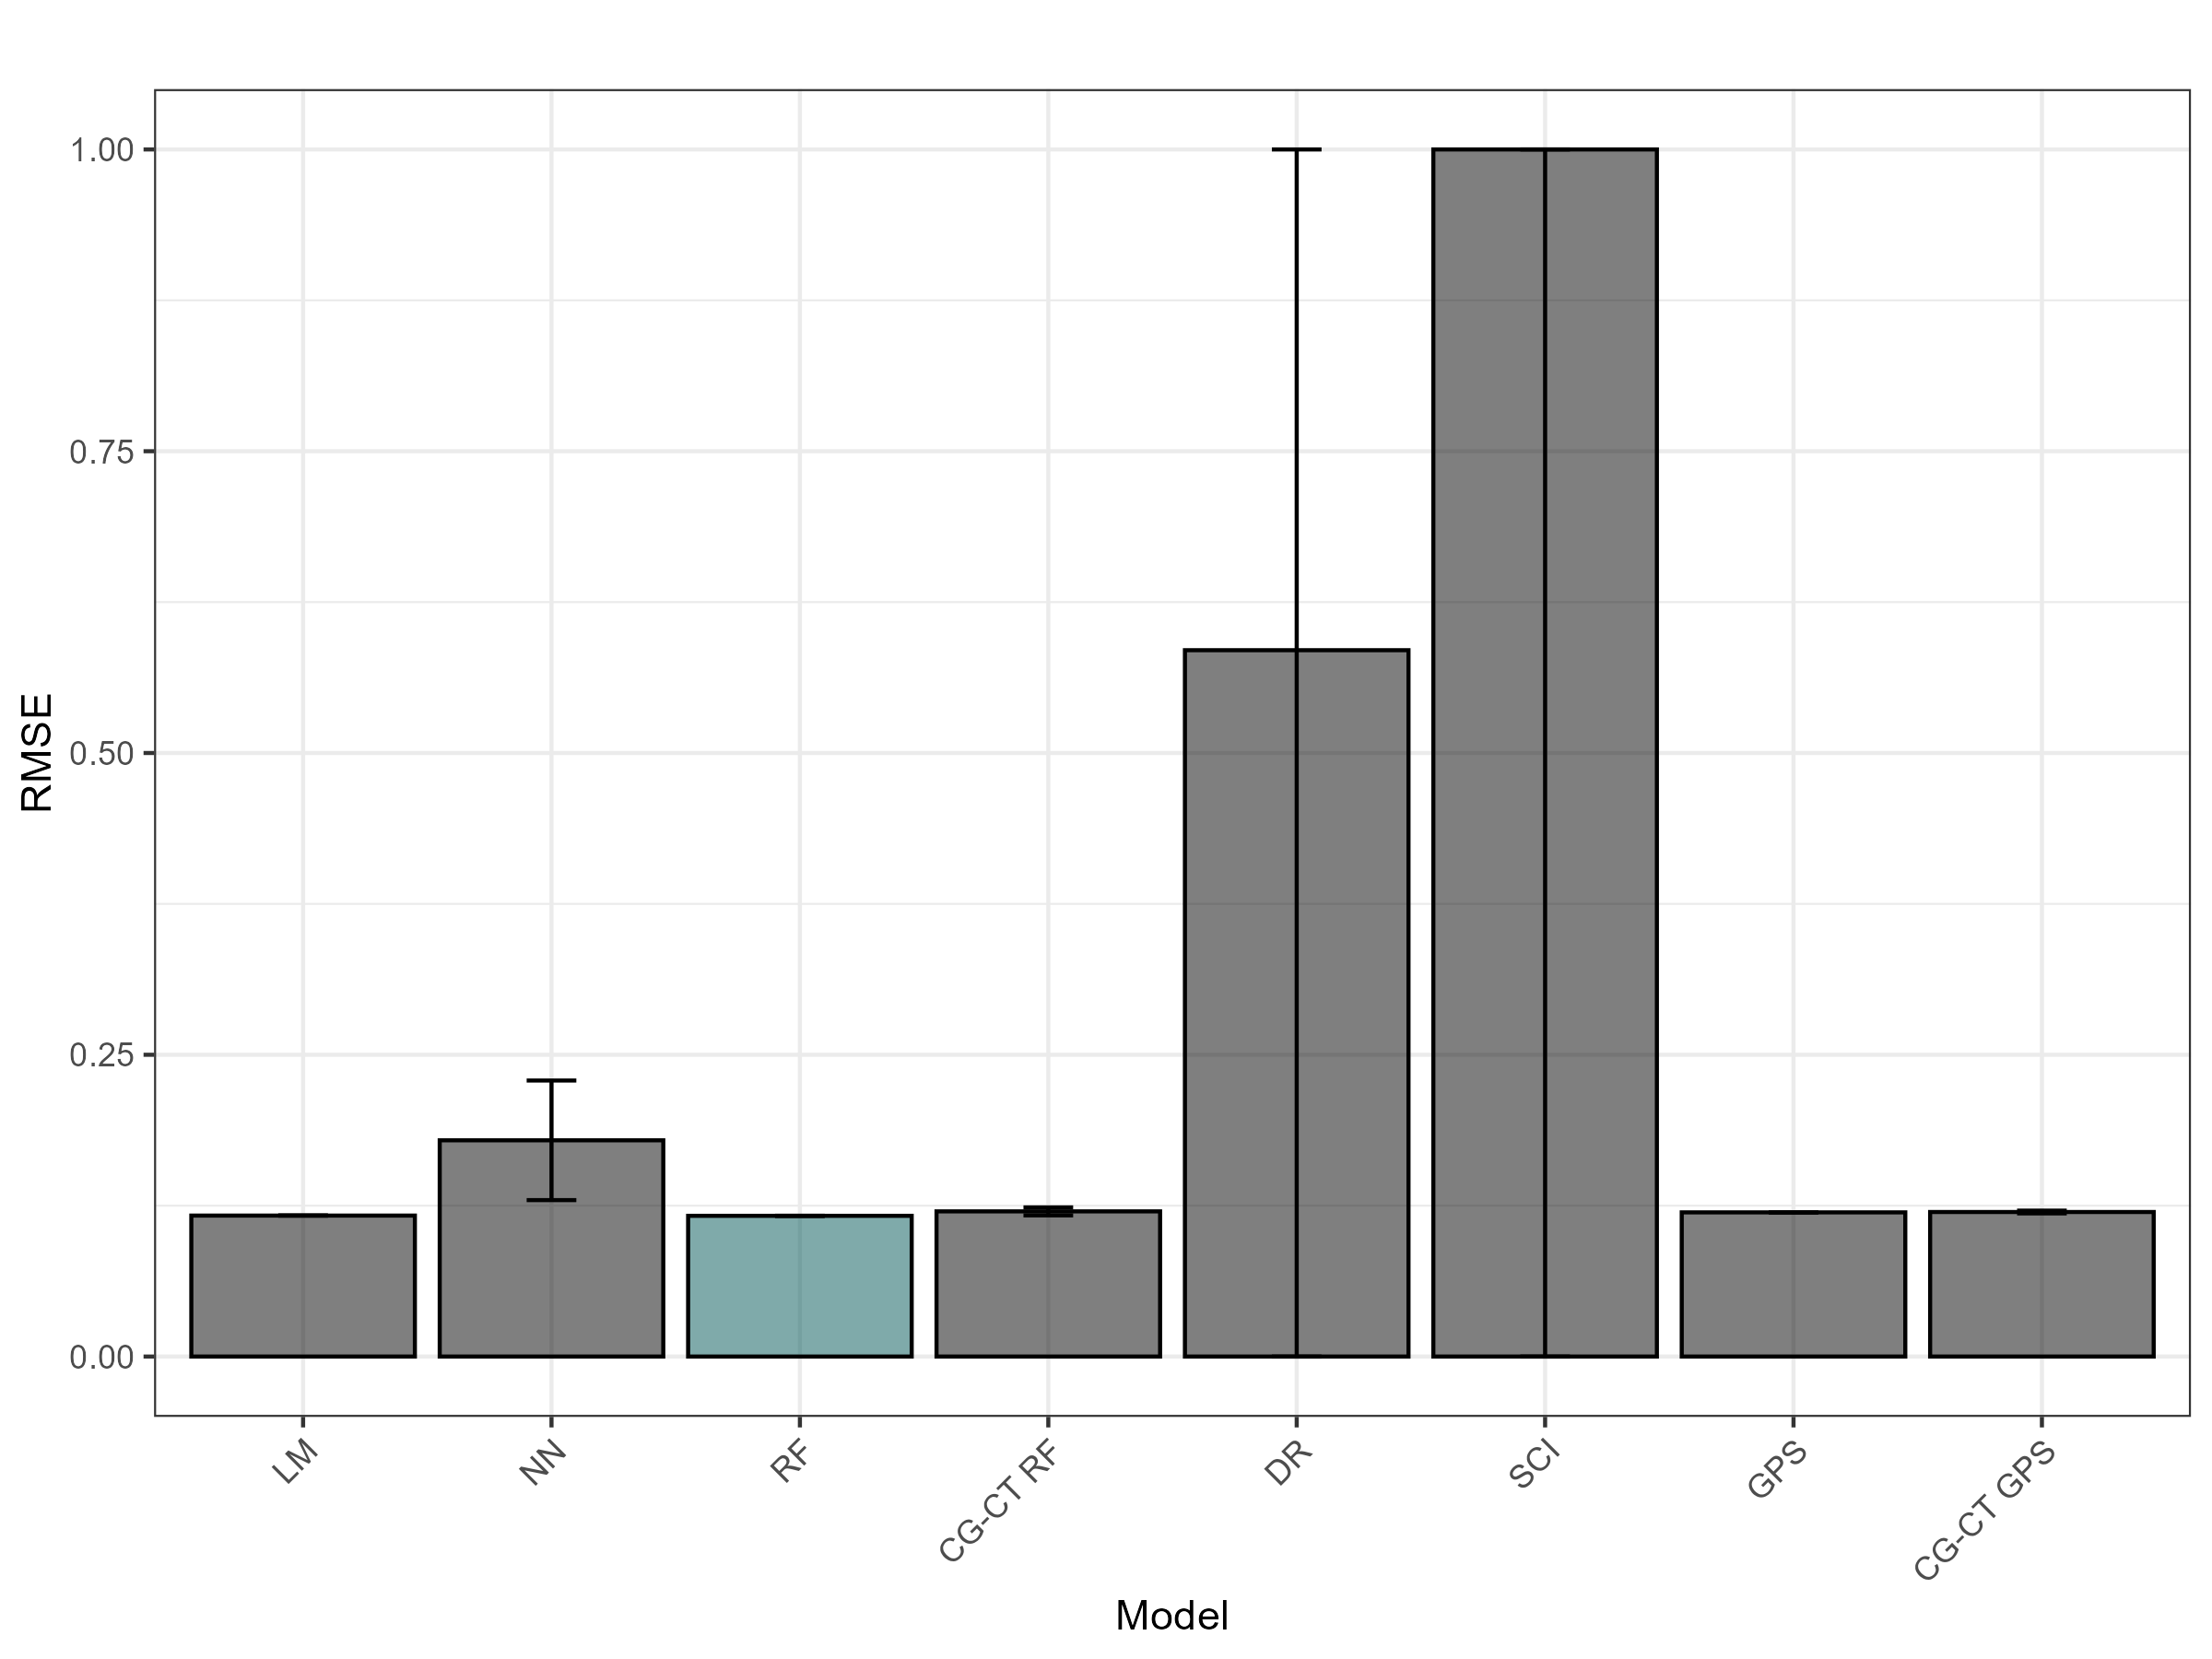 1.00
0.75
0.50
0.25
0.00
RMSE
LM
NN
RF
CG-CT RF
DR
SCI
GPS
CG-CT GPS
Model